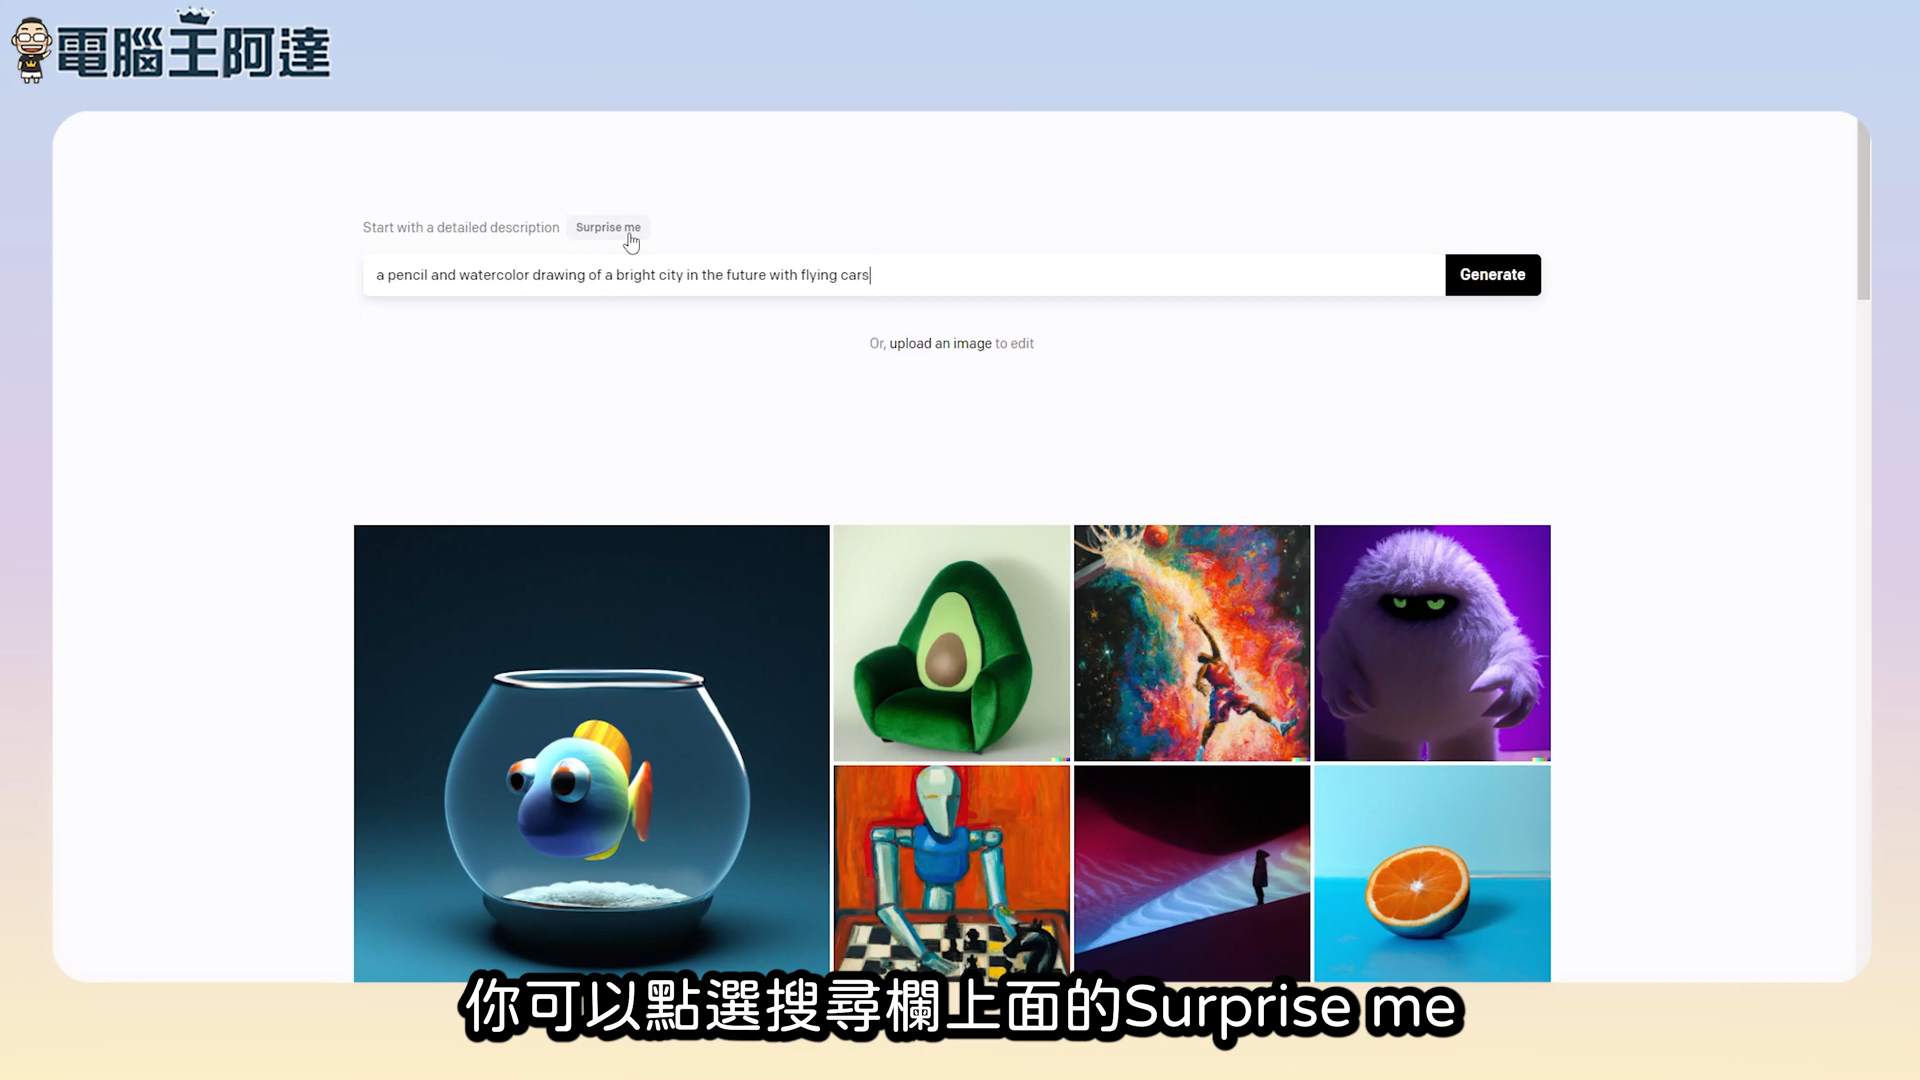 電腦王阿達
Start with a detailed description Surprise me
a pencil and watercolor drawing of a bright city in the future with flying cars
Generate
Or, upload an image to edit
你可以點選搜尋欄上面的Surprise me